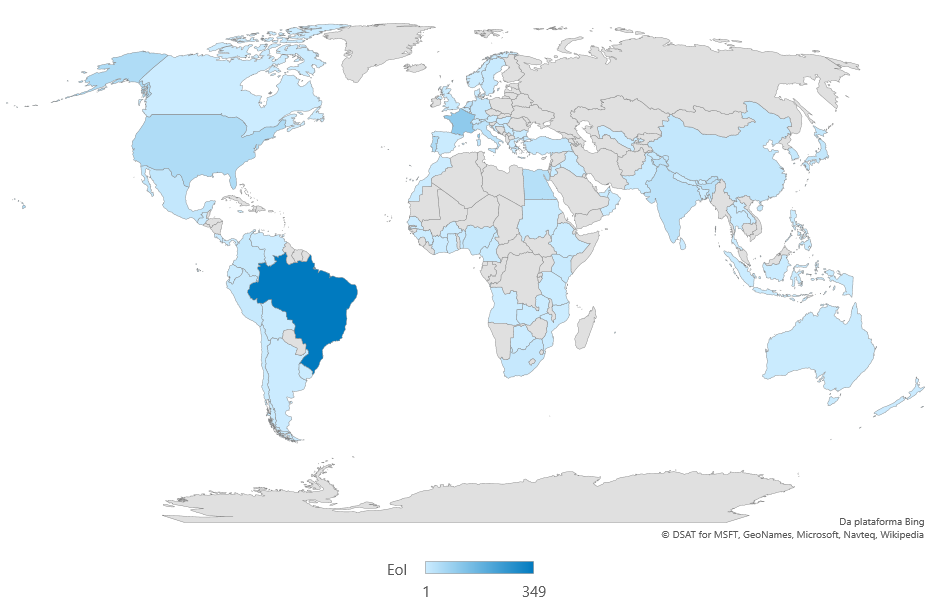 Da plataforma Bing
© DSAT for MSFT, GeoNames, Microsoft, Navteq, Wikipedia
EoI
1
349